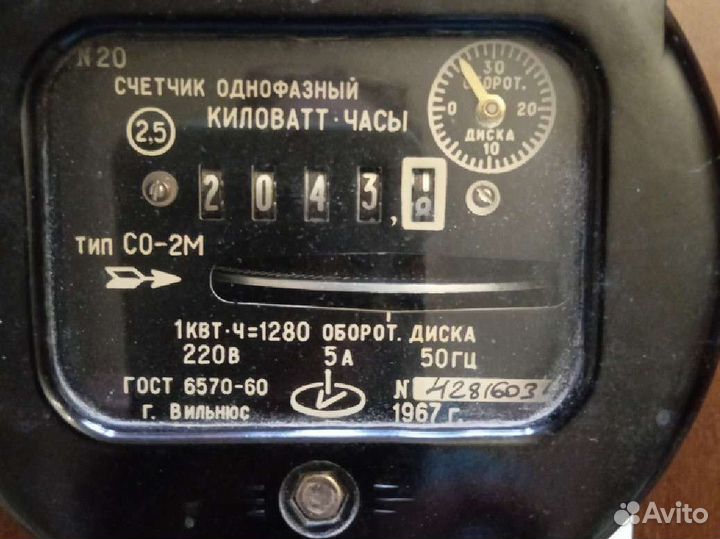 N20
30
ОБОРОТ.
0 20
ДИСКА
10
СЧЕТЧИК ОДНОФАЗНЫЙ
КИЛОВАТТ·ЧАСЫ
2,5
2 0 4 3 ,
тип СО-2М
1КВТ·Ч=1280 ОБОРОТ. ДИСКА
220В 5А 50ГЦ
ГОСТ 6570-60
N 4281603
г. Вильнюс 1967 г.
Avito